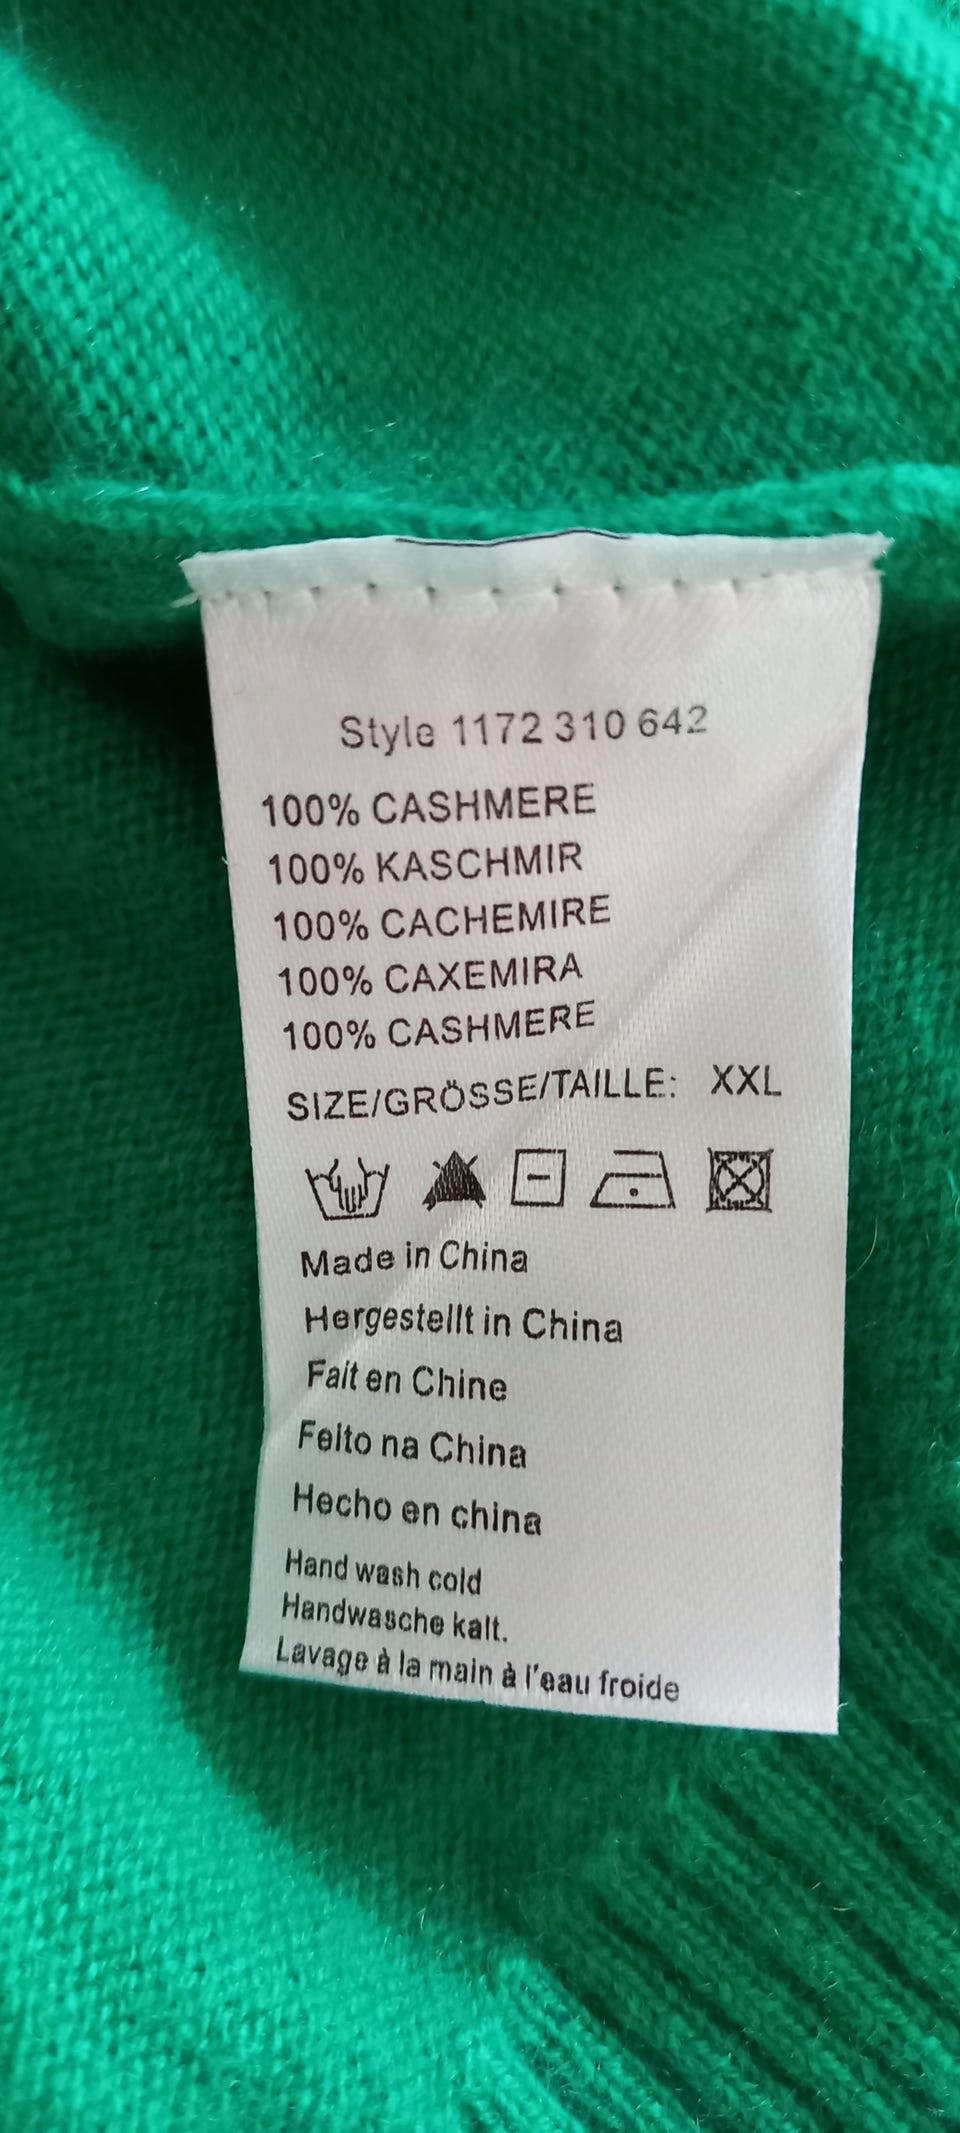 Style 1172 310 642
100% CASHMERE
100% KASCHMIR
100% CACHEMIRE
100% CAXEMIRA
100% CASHMERE
SIZE/GRÖSSE/TAILLE: XXL
Made in China
Hergestellt in China
Fait en Chine
Feito na China
Hecho en china
Hand wash cold
Handwasche kalt.
Lavage à la main à l'eau froide